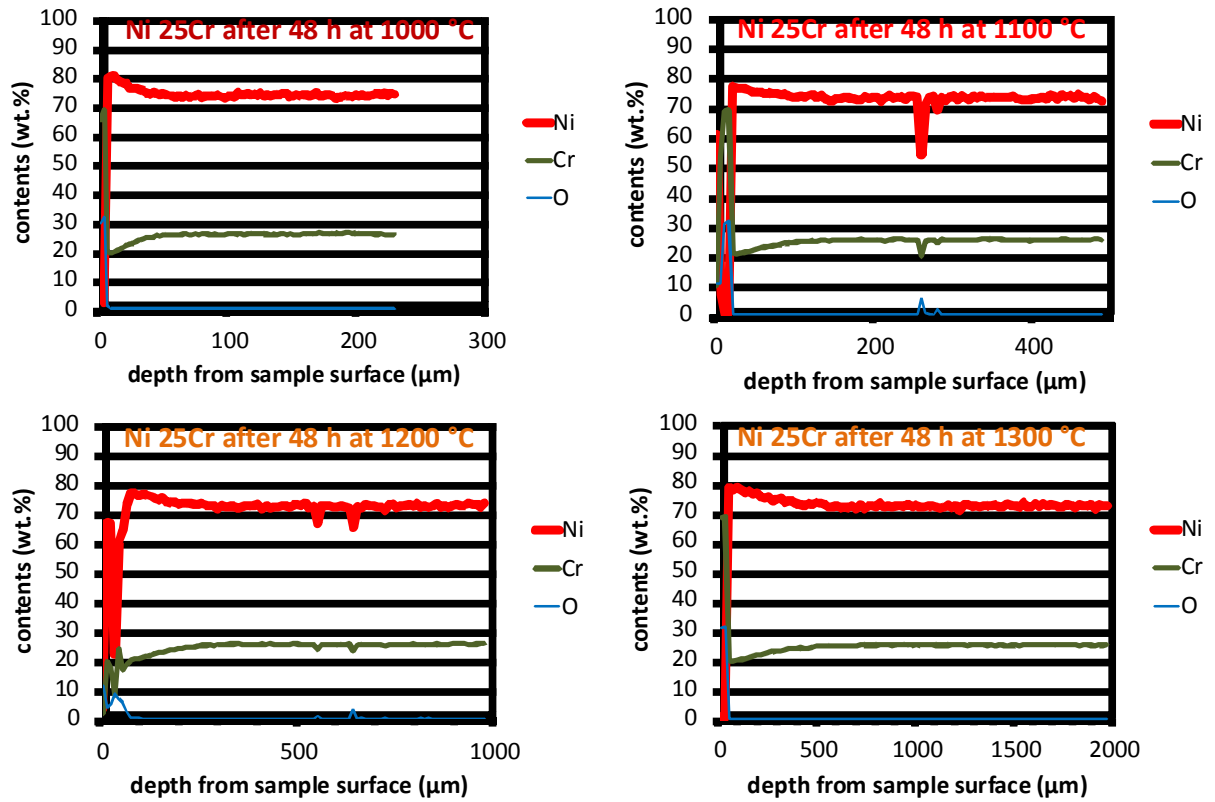 Ni 25Cr after 48 h at 1000 °C
contents (wt.%)
100
90
80
70
60
50
40
30
20
10
0
0 100 200 300
depth from sample surface (µm)
Ni
Cr
O
Ni 25Cr after 48 h at 1100 °C
contents (wt.%)
100
90
80
70
60
50
40
30
20
10
0
0 200 400
depth from sample surface (µm)
Ni
Cr
O
Ni 25Cr after 48 h at 1200 °C
contents (wt.%)
100
90
80
70
60
50
40
30
20
10
0
0 500 1000
depth from sample surface (µm)
Ni
Cr
O
Ni 25Cr after 48 h at 1300 °C
contents (wt.%)
100
90
80
70
60
50
40
30
20
10
0
0 500 1000 1500 2000
depth from sample surface (µm)
Ni
Cr
O